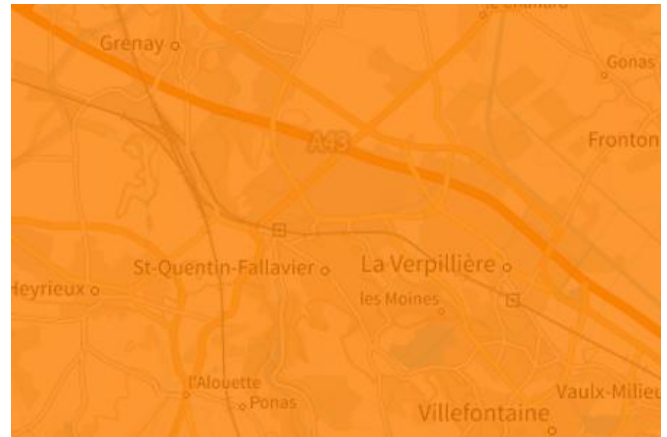 Grenay
Gonas
A43
Fronton
St-Quentin-Fallavier
La Verpillière
Heyrieux
les Moines
l'Alouette
Ponas
Vaulx-Milieu
Villefontaine